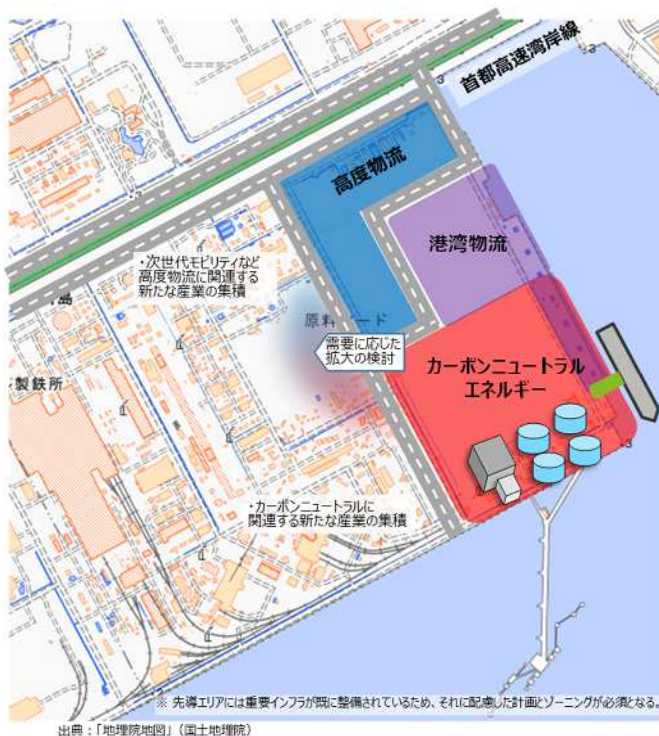 首都高速湾岸線
高度物流
港湾物流
・次世代モビリティなど
高度物流に関連する
新たな産業の集積
島
需要に応じた
拡大の検討
カーボンニュートラル
エネルギー
製鉄所
・カーボンニュートラルに
関連する新たな産業の集積
※ 先導エリアには重要インフラが既に整備されているため、それに配慮した計画とゾーニングが必須となる。
出典：「地理院地図」（国土地理院）